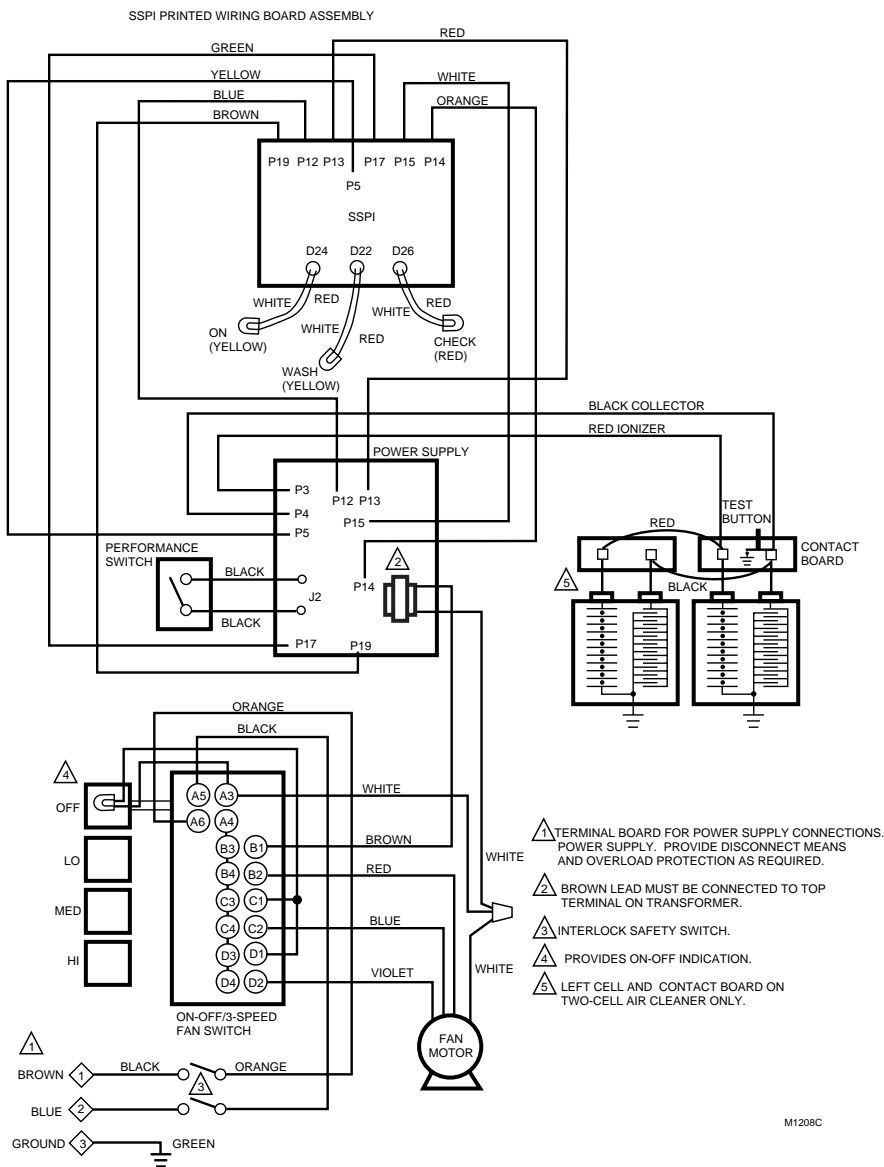 SSPI PRINTED WIRING BOARD ASSEMBLY
RED
GREEN
YELLOW
WHITE
BLUE
ORANGE
BROWN
P19 P12 P13 P17 P15 P14
P5
SSPI
D24 D22 D26
WHITE RED WHITE RED WHITE RED
ON
(YELLOW)
WASH
(YELLOW)
CHECK
(RED)
BLACK COLLECTOR
RED IONIZER
POWER SUPPLY
P3
P4
P5
P12 P13
P15
P14
2
J2
P17
P19
PERFORMANCE
SWITCH
BLACK
BLACK
TEST
BUTTON
RED
CONTACT
BOARD
BLACK
5
ORANGE
BLACK
4
OFF
LO
MED
HI
A5 A3
A6 A4
B3 B1
B4 B2
C3 C1
C4 C2
D3 D1
D4 D2
WHITE
BROWN
RED
BLUE
VIOLET
WHITE
WHITE
ON-OFF/3-SPEED
FAN SWITCH
FAN
MOTOR
1 TERMINAL BOARD FOR POWER SUPPLY CONNECTIONS.
POWER SUPPLY. PROVIDE DISCONNECT MEANS
AND OVERLOAD PROTECTION AS REQUIRED.
2 BROWN LEAD MUST BE CONNECTED TO TOP
TERMINAL ON TRANSFORMER.
3 INTERLOCK SAFETY SWITCH.
4 PROVIDES ON-OFF INDICATION.
5 LEFT CELL AND CONTACT BOARD ON
TWO-CELL AIR CLEANER ONLY.
1
BROWN 1 BLACK ORANGE
3
BLUE 2
GROUND 3 GREEN
M1208C